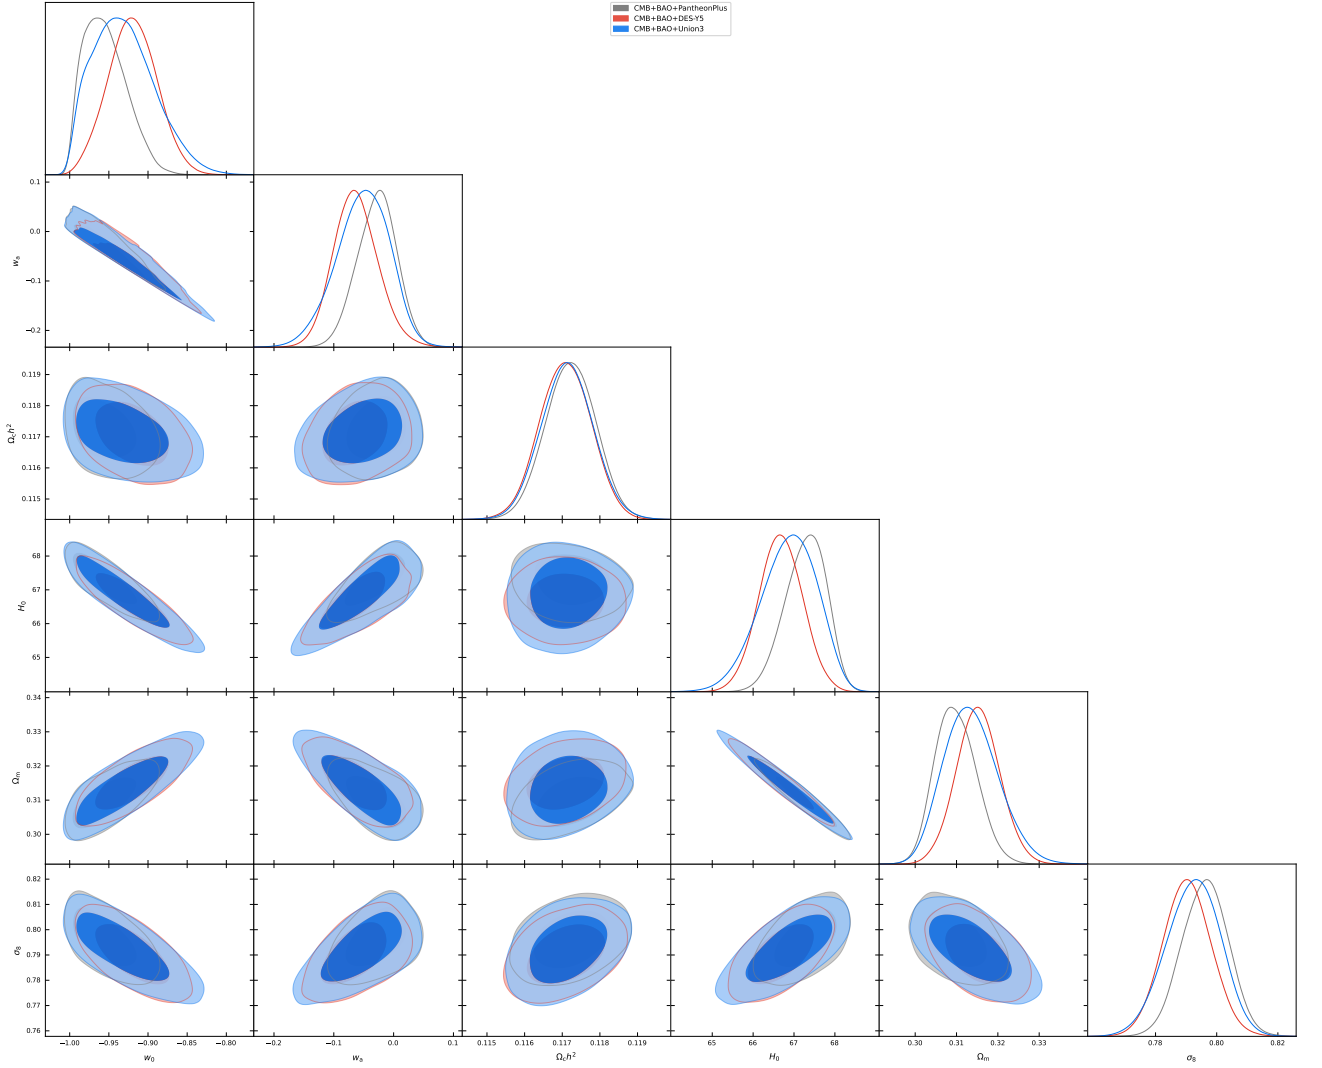 CMB+BAO+PantheonPlus
CMB+BAO+DES-Y5
CMB+BAO+Union3
0.1
0.0
−0.1
−0.2
wₐ
0.119
0.118
0.117
0.116
0.115
Ω_c h²
68
67
66
65
H₀
0.34
0.33
0.32
0.31
0.30
Ωₘ
0.82
0.81
0.80
0.79
0.78
0.77
0.76
σ₈
−1.00 −0.95 −0.90 −0.85 −0.80
−0.2 −0.1 0.0 0.1
0.115 0.116 0.117 0.118 0.119
65 66 67 68
0.30 0.31 0.32 0.33
0.78 0.80 0.82
w₀ wₐ Ω_c h² H₀ Ωₘ σ₈